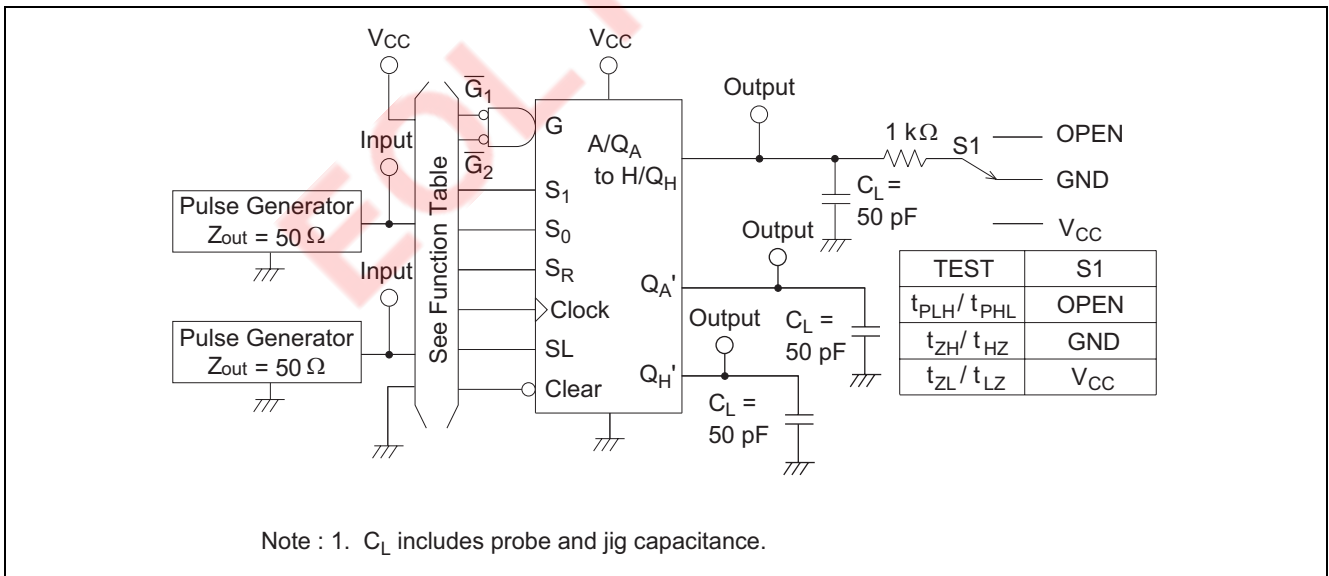 EOL
VCC
VCC
Output
Input
G̅1
G̅2
G
A/QA
to H/QH
1 kΩ
S1
OPEN
GND
VCC
CL =
50 pF
Pulse Generator
Zout = 50 Ω
Input
Pulse Generator
Zout = 50 Ω
See Function Table
S1
S0
SR
Clock
SL
Clear
Output
QA'
CL =
50 pF
Output
QH'
CL =
50 pF
TEST S1
tPLH / tPHL OPEN
tZH / tHZ GND
tZL / tLZ VCC
Note : 1. CL includes probe and jig capacitance.